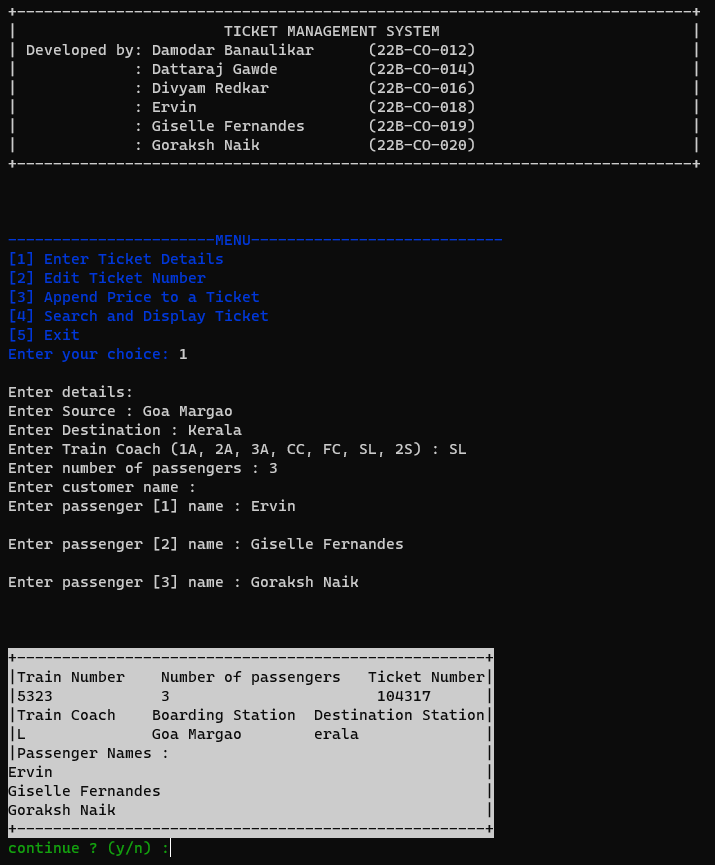 +---------------------------------------------------------------------------+
|                       TICKET MANAGEMENT SYSTEM                            |
| Developed by: Damodar Banaulikar      (22B-CO-012)                        |
|             : Dattaraj Gawde          (22B-CO-014)                        |
|             : Divyam Redkar           (22B-CO-016)                        |
|             : Ervin                   (22B-CO-018)                        |
|             : Giselle Fernandes       (22B-CO-019)                        |
|             : Goraksh Naik            (22B-CO-020)                        |
+---------------------------------------------------------------------------+
-----------------------MENU----------------------------
[1] Enter Ticket Details
[2] Edit Ticket Number
[3] Append Price to a Ticket
[4] Search and Display Ticket
[5] Exit
Enter your choice: 1
Enter details:
Enter Source : Goa Margao
Enter Destination : Kerala
Enter Train Coach (1A, 2A, 3A, CC, FC, SL, 2S) : SL
Enter number of passengers : 3
Enter customer name :
Enter passenger [1] name : Ervin
Enter passenger [2] name : Giselle Fernandes
Enter passenger [3] name : Goraksh Naik
+----------------------------------------------------+
|Train Number    Number of passengers   Ticket Number|
|5323            3                       104317      |
|Train Coach    Boarding Station  Destination Station|
|L              Goa Margao        erala              |
|Passenger Names :                                   |
Ervin                                                |
Giselle Fernandes                                    |
Goraksh Naik                                         |
+----------------------------------------------------+
continue ? (y/n) :